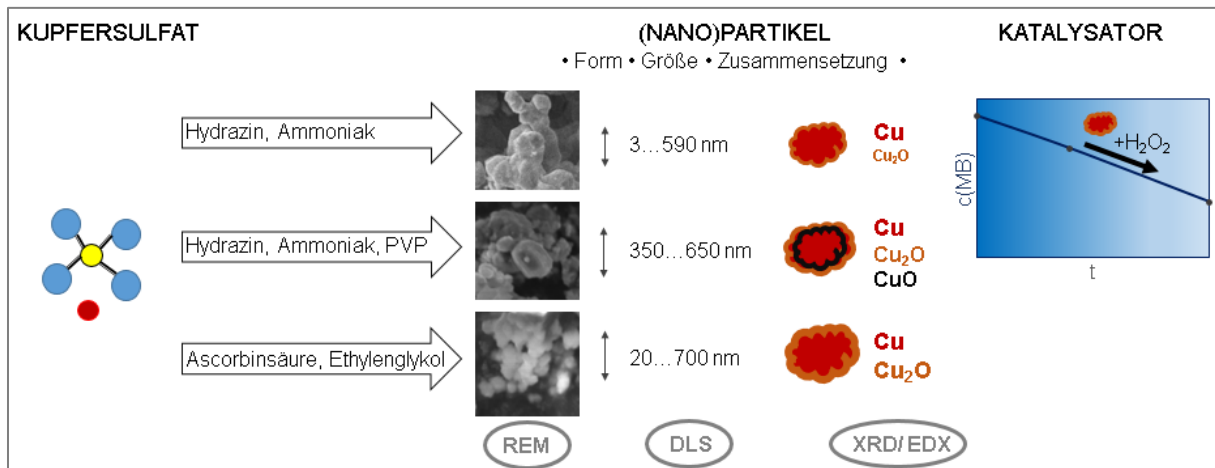 KUPFERSULFAT
(NANO)PARTIKEL
KATALYSATOR
• Form • Größe • Zusammensetzung •
Hydrazin, Ammoniak
3...590 nm
Cu
Cu₂O
+H₂O₂
c(MB)
t
Hydrazin, Ammoniak, PVP
350...650 nm
Cu
Cu₂O
CuO
Ascorbinsäure, Ethylenglykol
20...700 nm
Cu
Cu₂O
REM
DLS
XRD/EDX